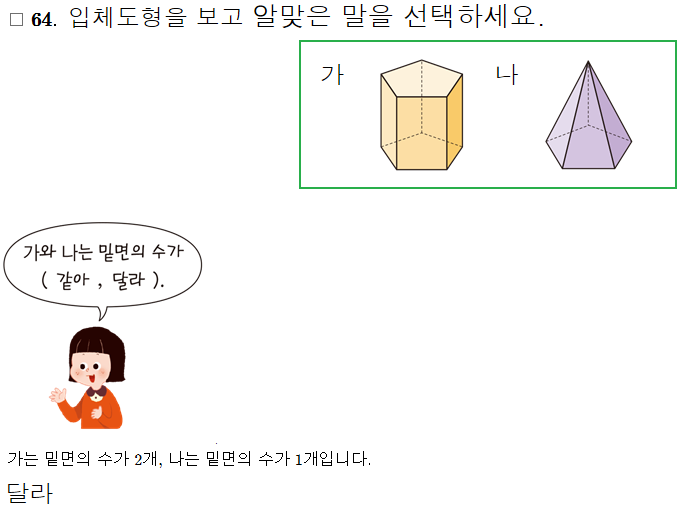 □ 64. 입체도형을 보고 알맞은 말을 선택하세요.
가 나
가와 나는 밑면의 수가
( 같아 , 달라 ).
가는 밑면의 수가 2개, 나는 밑면의 수가 1개입니다.
달라